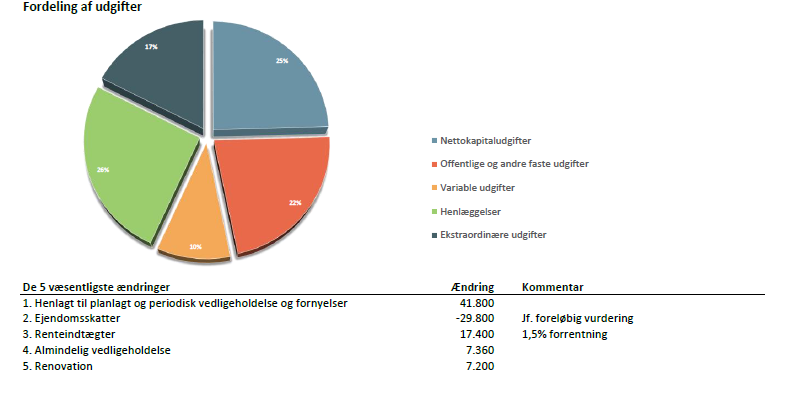 Fordeling af udgifter
17%
25%
26%
22%
10%
Nettokapitaludgifter
Offentlige og andre faste udgifter
Variable udgifter
Henlæggelser
Ekstraordinære udgifter
De 5 væsentligste ændringer Ændring Kommentar
1. Henlagt til planlagt og periodisk vedligeholdelse og fornyelser 41.800
2. Ejendomsskatter -29.800 Jf. foreløbig vurdering
3. Renteindtægter 17.400 1,5% forrentning
4. Almindelig vedligeholdelse 7.360
5. Renovation 7.200